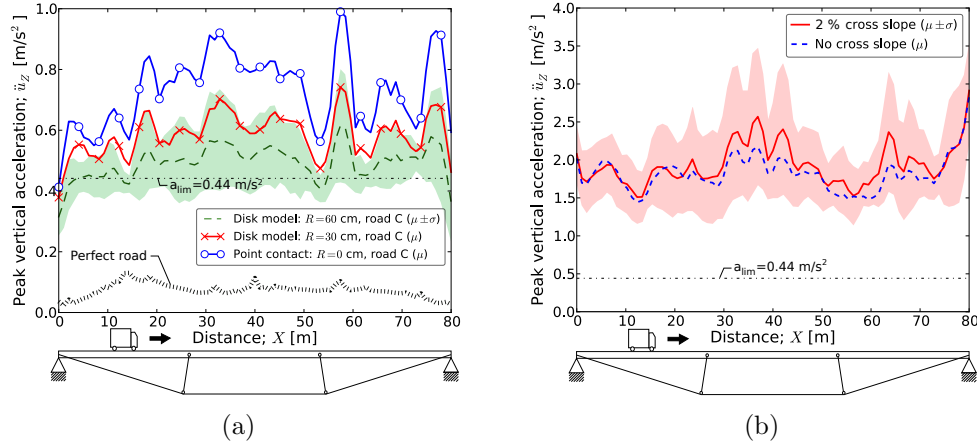 Peak vertical acceleration; ü_Z [m/s²]
1.0
0.8
0.6
0.4
0.2
0.0
a_lim=0.44 m/s²
Disk model: R=60 cm, road C (μ±σ)
Disk model: R=30 cm, road C (μ)
Point contact: R=0 cm, road C (μ)
Perfect road
0 10 20 30 40 50 60 70 80
Distance; X [m]
(a)
Peak vertical acceleration; ü_Z [m/s²]
4.0
3.5
3.0
2.5
2.0
1.5
1.0
0.5
0.0
2 % cross slope (μ±σ)
No cross slope (μ)
a_lim=0.44 m/s²
0 10 20 30 40 50 60 70 80
Distance; X [m]
(b)